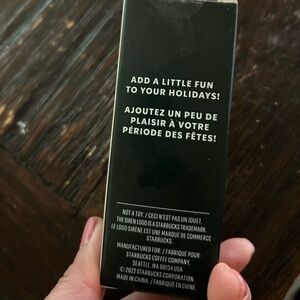 ADD A LITTLE FUN
TO YOUR HOLIDAYS!
AJOUTEZ UN PEU DE
PLAISIR À VOTRE
PÉRIODE DES FÊTES!
NOT A TOY. / CECI N'EST PAS UN JOUET.
THE SIREN LOGO IS A STARBUCKS TRADEMARK.
LE LOGO SIRÈNE EST UNE MARQUE DE COMMERCE
STARBUCKS.
MANUFACTURED FOR: / FABRIQUÉ POUR :
STARBUCKS COFFEE COMPANY,
SEATTLE, WA 98134 USA
© 2022 STARBUCKS CORPORATION.
MADE IN CHINA. / FABRIQUÉ EN CHINE.